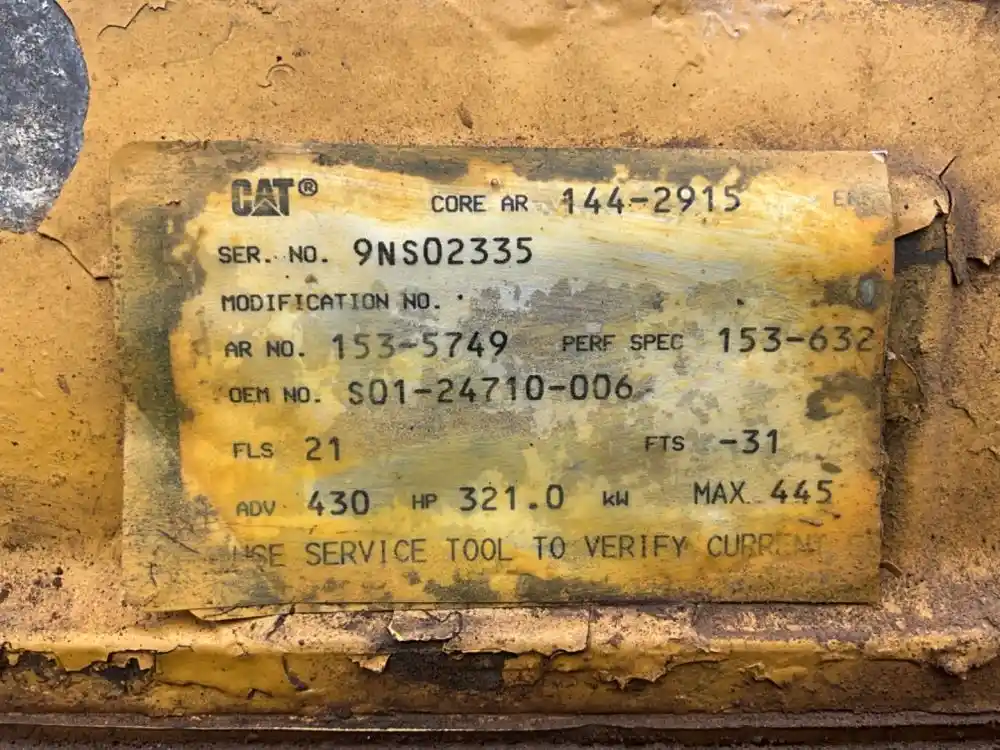 CAT® CORE AR 144-2915
SER. NO. 9NS02335
MODIFICATION NO.
AR NO. 153-5749 PERF SPEC 153-632
OEM NO. S01-24710-006
FLS 21 FTS -31
ADV 430 HP 321.0 kW MAX 445
USE SERVICE TOOL TO VERIFY